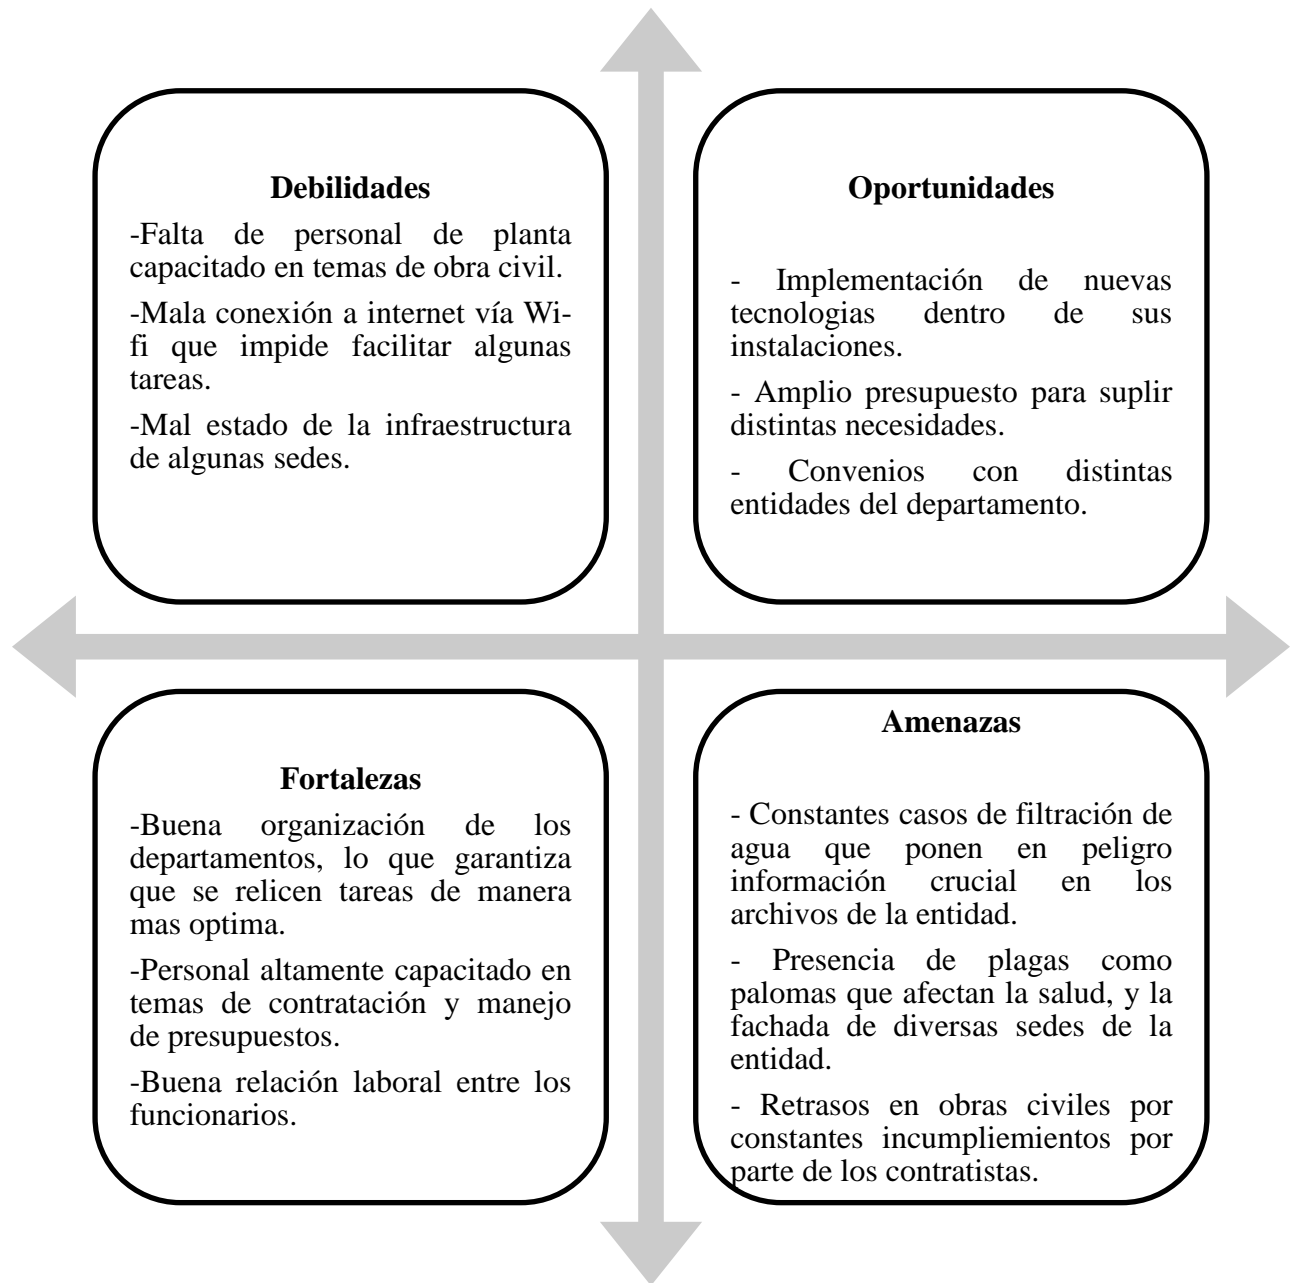 Debilidades
-Falta de personal de planta
capacitado en temas de obra civil.
-Mala conexión a internet vía Wi-
fi que impide facilitar algunas
tareas.
-Mal estado de la infraestructura
de algunas sedes.
Oportunidades
- Implementación de nuevas
tecnologias dentro de sus
instalaciones.
- Amplio presupuesto para suplir
distintas necesidades.
- Convenios con distintas
entidades del departamento.
Fortalezas
-Buena organización de los
departamentos, lo que garantiza
que se relicen tareas de manera
mas optima.
-Personal altamente capacitado en
temas de contratación y manejo
de presupuestos.
-Buena relación laboral entre los
funcionarios.
Amenazas
- Constantes casos de filtración de
agua que ponen en peligro
información crucial en los
archivos de la entidad.
- Presencia de plagas como
palomas que afectan la salud, y la
fachada de diversas sedes de la
entidad.
- Retrasos en obras civiles por
constantes incumpliemientos por
parte de los contratistas.